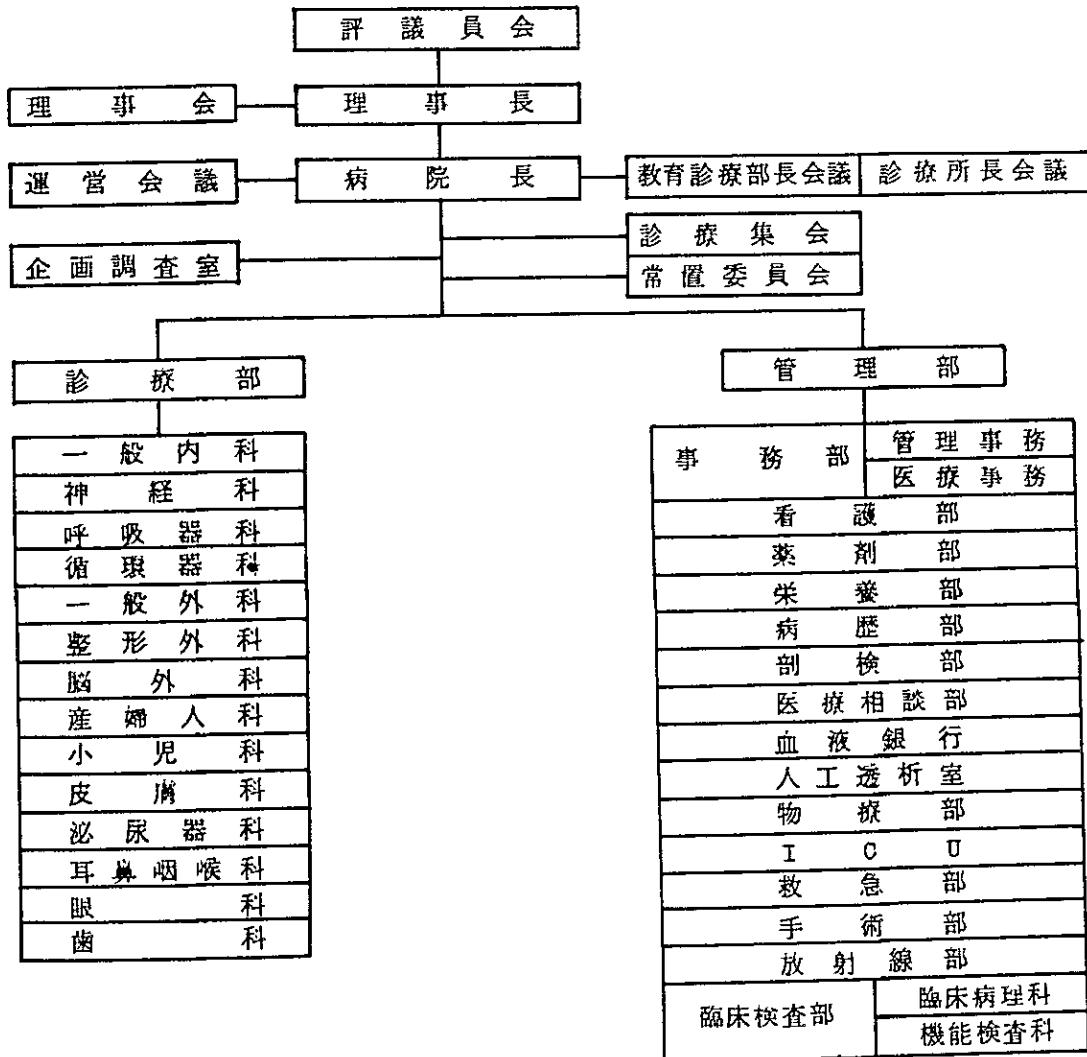 評議員会
理事会 理事長
運営会議 病院長 教育診療部長会議 診療所長会議
診療集会
企画調査室 常置委員会
診療部
一般内科
神経科
呼吸器科
循環器科
一般外科
整形外科
脳外科
産婦人科
小児科
皮膚科
泌尿器科
耳鼻咽喉科
眼科
歯科
管理部
事務部 管理事務
医療事務
看護部
薬剤部
栄養部
病歴部
剖検部
医療相談部
血液銀行
人工透析室
物療部
ICU
救急部
手術部
放射線部
臨床検査部 臨床病理科
機能検査科